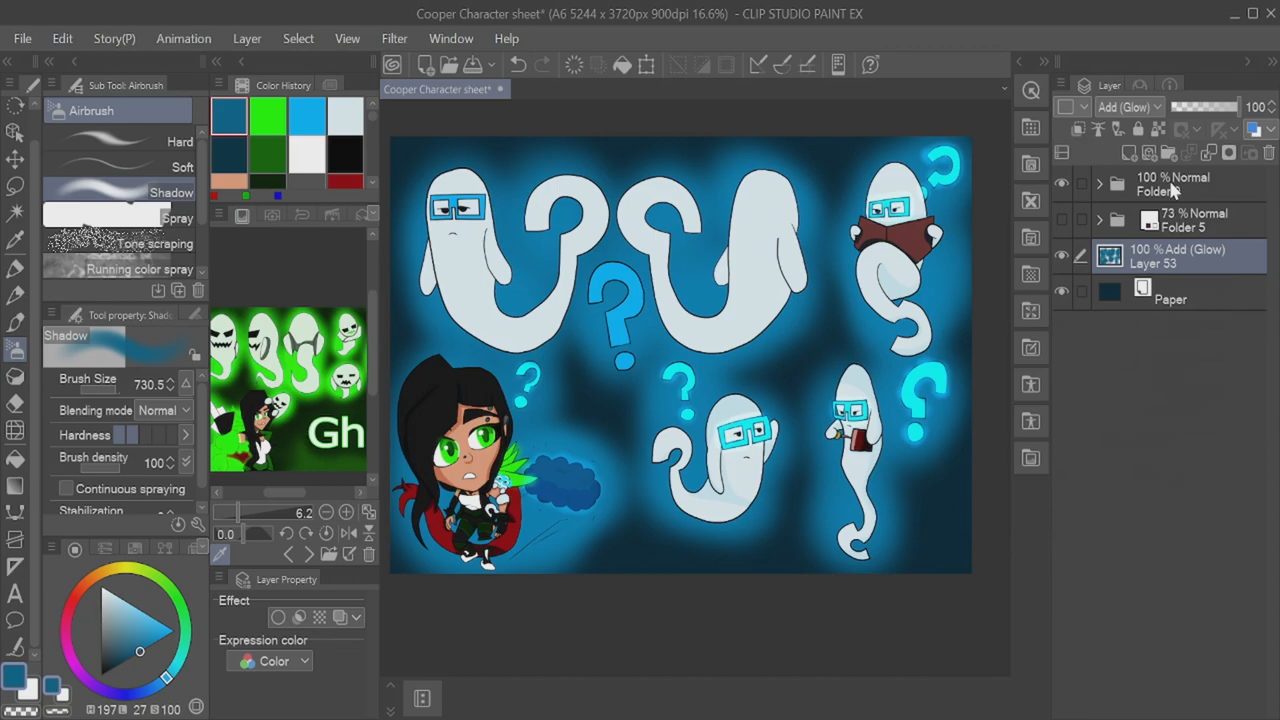 Cooper Character sheet* (A6 5244 x 3720px 900dpi 16.6%) - CLIP STUDIO PAINT EX
File Edit Story(P) Animation Layer Select View Filter Window Help
Sub Tool: Airbrush
Color History
Cooper Character sheet*
Layer
Airbrush
Add (Glow) 100
Hard
Soft
Shadow
Spray
Tone scraping
Running color spray
100 % Normal
Folder
73 % Normal
Folder 5
100 % Add (Glow)
Layer 53
Paper
Tool property: Shad
Shadow
Brush Size 730.5
Blending mode Normal
Hardness
Brush density 100
Continuous spraying
Stabilization
Gh
6.2
0.0
Layer Property
Effect
Expression color
Color
H 197 L 27 S 100
? ? ? ? ? ?